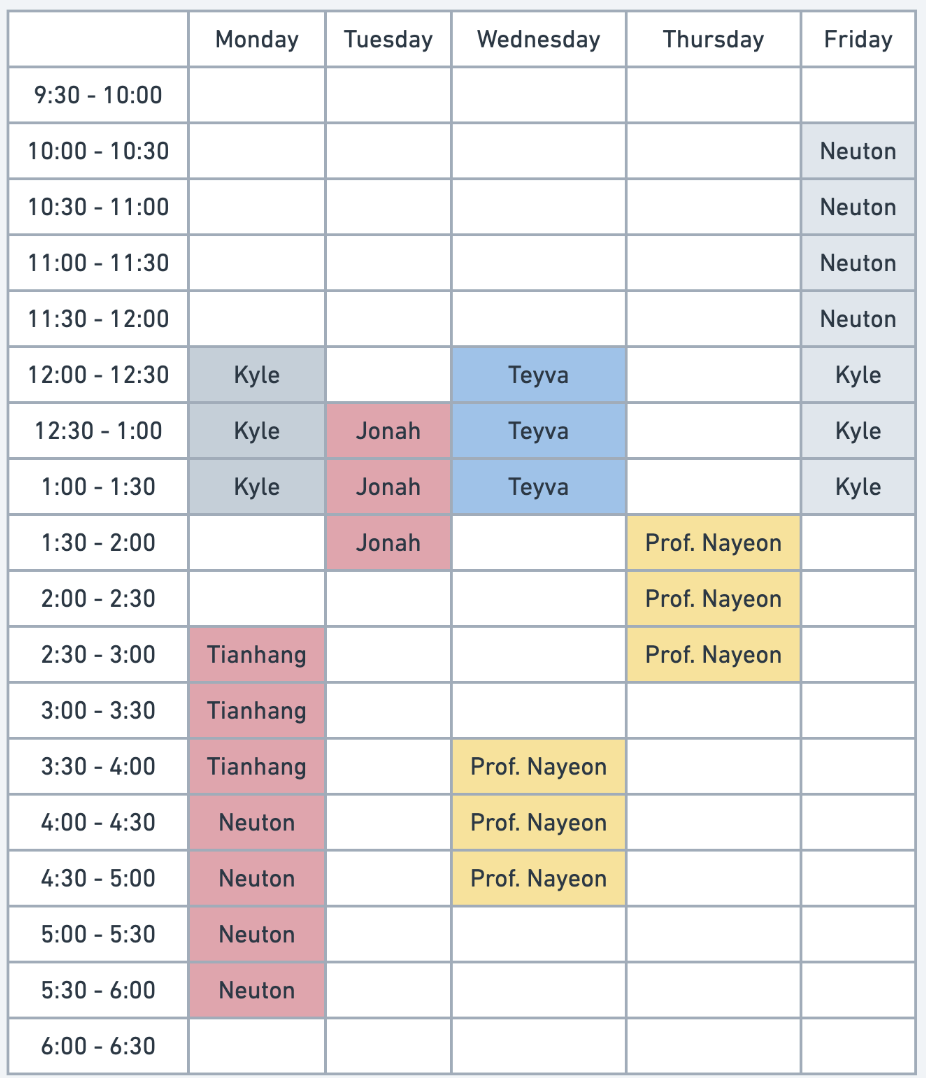 Monday Tuesday Wednesday Thursday Friday
9:30 - 10:00
10:00 - 10:30 Neuton
10:30 - 11:00 Neuton
11:00 - 11:30 Neuton
11:30 - 12:00 Neuton
12:00 - 12:30 Kyle Teyva Kyle
12:30 - 1:00 Kyle Jonah Teyva Kyle
1:00 - 1:30 Kyle Jonah Teyva Kyle
1:30 - 2:00 Jonah Prof. Nayeon
2:00 - 2:30 Prof. Nayeon
2:30 - 3:00 Tianhang Prof. Nayeon
3:00 - 3:30 Tianhang
3:30 - 4:00 Tianhang Prof. Nayeon
4:00 - 4:30 Neuton Prof. Nayeon
4:30 - 5:00 Neuton Prof. Nayeon
5:00 - 5:30 Neuton
5:30 - 6:00 Neuton
6:00 - 6:30